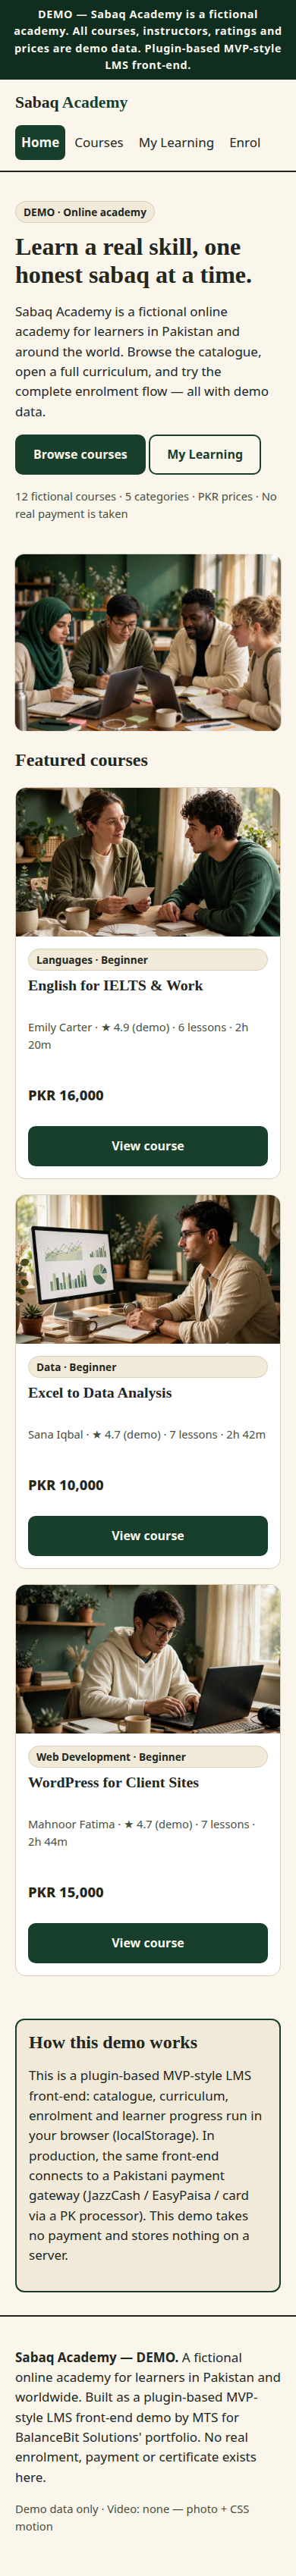 DEMO — Sabaq Academy is a fictional
academy. All courses, instructors, ratings and
prices are demo data. Plugin-based MVP-style
LMS front-end.
Sabaq Academy
Home Courses My Learning Enrol
DEMO · Online academy
Learn a real skill, one
honest sabaq at a time.
Sabaq Academy is a fictional online
academy for learners in Pakistan and
around the world. Browse the catalogue,
open a full curriculum, and try the
complete enrolment flow — all with demo
data.
Browse courses My Learning
12 fictional courses · 5 categories · PKR prices · No
real payment is taken
Featured courses
Languages · Beginner
English for IELTS & Work
Emily Carter · ★ 4.9 (demo) · 6 lessons · 2h
20m
PKR 16,000
View course
Data · Beginner
Excel to Data Analysis
Sana Iqbal · ★ 4.7 (demo) · 7 lessons · 2h 42m
PKR 10,000
View course
Web Development · Beginner
WordPress for Client Sites
Mahnoor Fatima · ★ 4.7 (demo) · 7 lessons ·
2h 44m
PKR 15,000
View course
How this demo works
This is a plugin-based MVP-style LMS
front-end: catalogue, curriculum,
enrolment and learner progress run in
your browser (localStorage). In
production, the same front-end
connects to a Pakistani payment
gateway (JazzCash / EasyPaisa / card
via a PK processor). This demo takes
no payment and stores nothing on a
server.
Sabaq Academy — DEMO. A fictional
online academy for learners in Pakistan and
worldwide. Built as a plugin-based MVP-
style LMS front-end demo by MTS for
BalanceBit Solutions' portfolio. No real
enrolment, payment or certificate exists
here.
Demo data only · Video: none — photo + CSS
motion